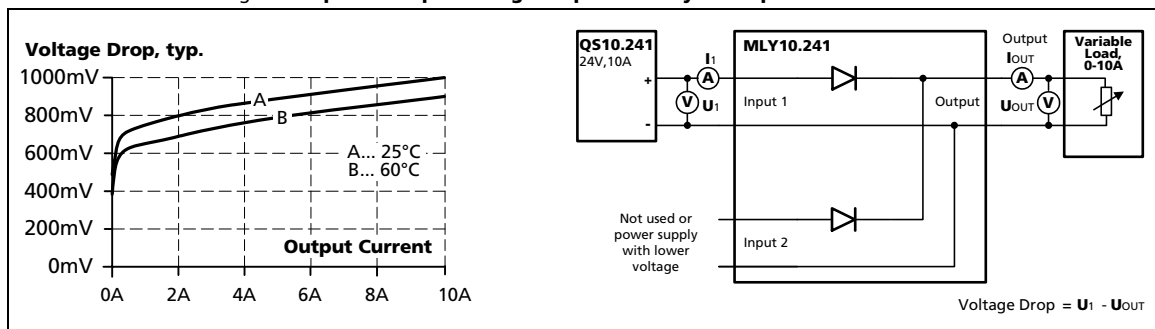 Voltage Drop, typ.
1000mV
800mV
600mV
400mV
200mV
0mV
A
B
A... 25°C
B... 60°C
Output Current
0A
2A
4A
6A
8A
10A
QS10.241
24V,10A
+
-
I1
A
V
U1
MLY10.241
Input 1
Output
Input 2
Not used or
power supply
with lower
voltage
Output
IOUT
A
UOUT
V
Variable
Load,
0-10A
Voltage Drop = U1 - UOUT